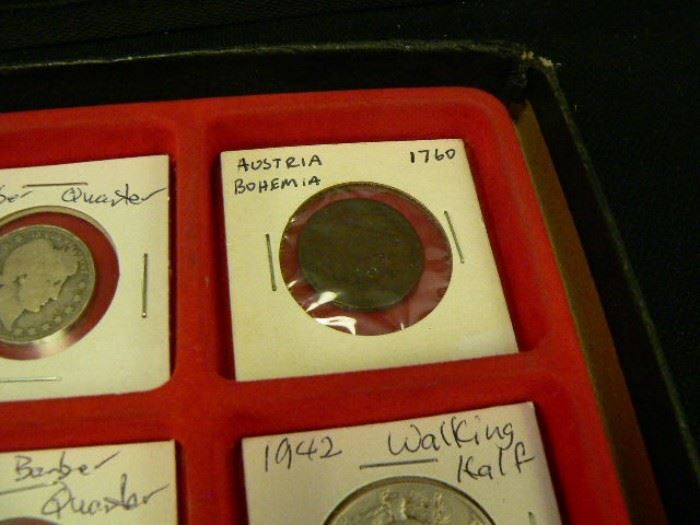 AUSTRIA 1760
BOHEMIA
Quarter
1942 Walking
Half
Barber
Quarter